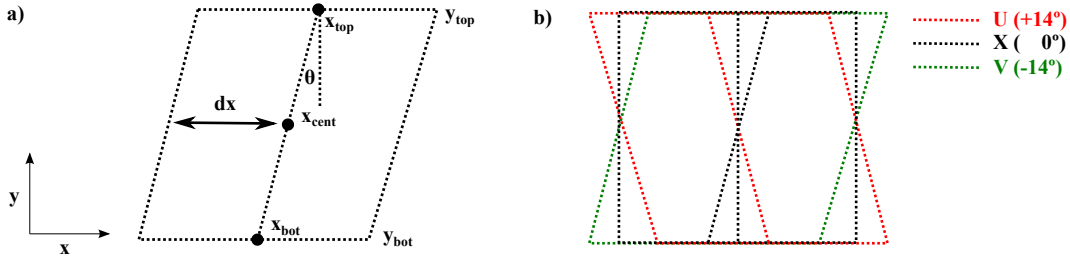 a)
x_top
y_top
θ
dx
x_cent
y
x
x_bot
y_bot
b)
U (+14º)
X ( 0º)
V (-14º)